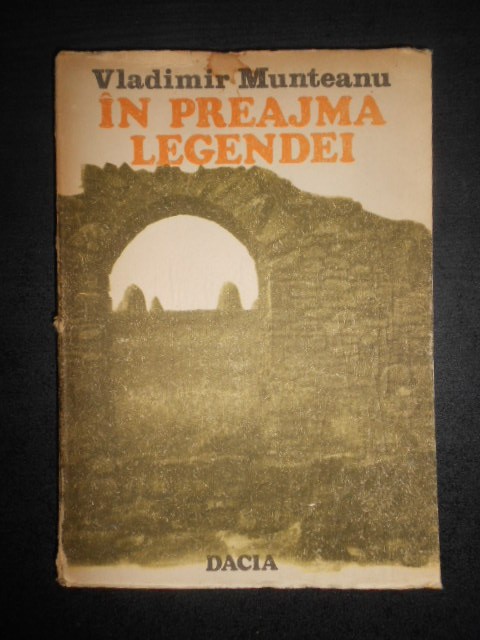 Vladimir Munteanu
ÎN PREAJMA
LEGENDEI
DACIA